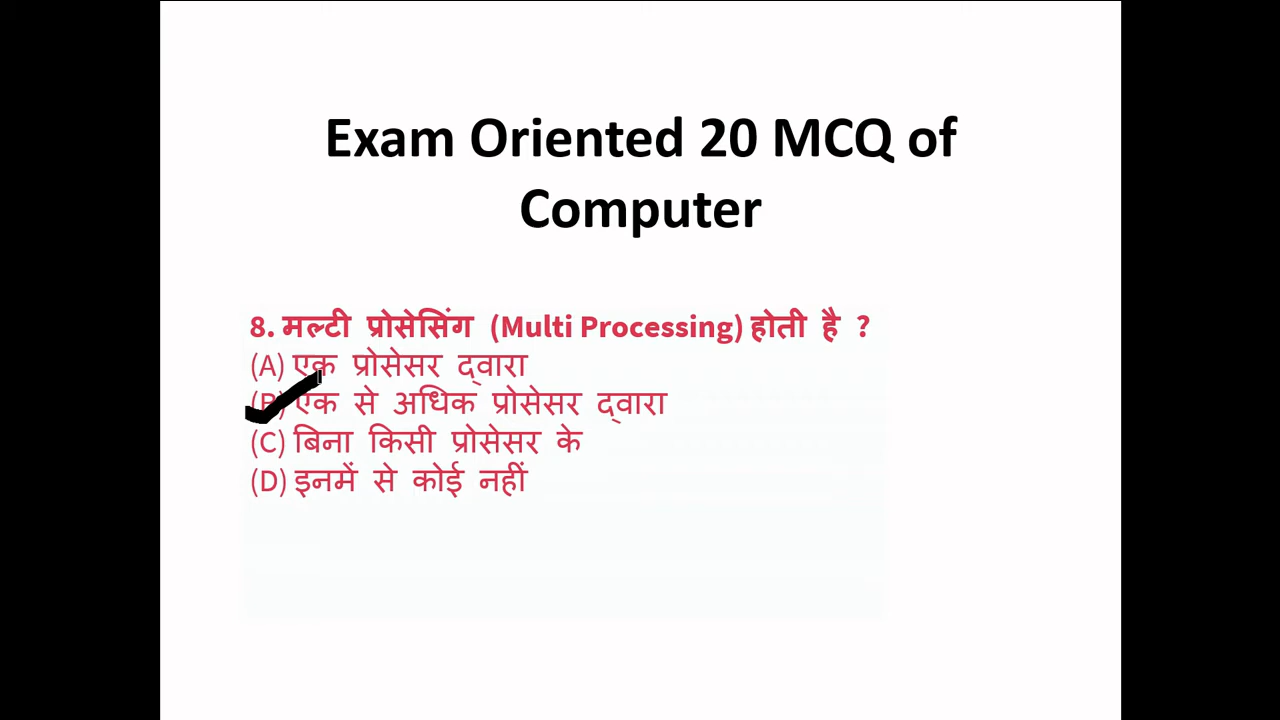 Exam Oriented 20 MCQ of
Computer
8. मल्टी प्रोसेसिंग (Multi Processing) होती है ?
(A) एक प्रोसेसर द्वारा
(B) एक से अधिक प्रोसेसर द्वारा
(C) बिना किसी प्रोसेसर के
(D) इनमें से कोई नहीं